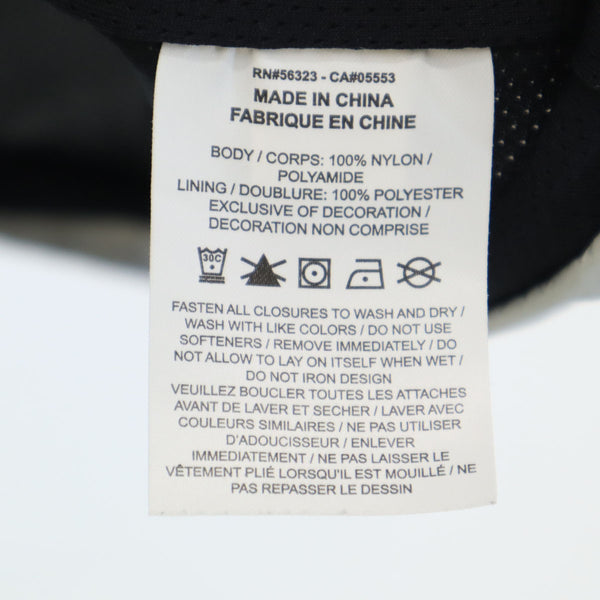 RN#56323 - CA#05553
MADE IN CHINA
FABRIQUE EN CHINE
BODY / CORPS: 100% NYLON /
POLYAMIDE
LINING / DOUBLURE: 100% POLYESTER
EXCLUSIVE OF DECORATION /
DECORATION NON COMPRISE
30C
FASTEN ALL CLOSURES TO WASH AND DRY /
WASH WITH LIKE COLORS / DO NOT USE
SOFTENERS / REMOVE IMMEDIATELY / DO
NOT ALLOW TO LAY ON ITSELF WHEN WET /
DO NOT IRON DESIGN
VEUILLEZ BOUCLER TOUTES LES ATTACHES
AVANT DE LAVER ET SECHER / LAVER AVEC
COULEURS SIMILAIRES / NE PAS UTILISER
D'ADOUCISSEUR / ENLEVER
IMMEDIATEMENT / NE PAS LAISSER LE
VÊTEMENT PLIÉ LORSQU'IL EST MOUILLÉ / NE
PAS REPASSER LE DESSIN